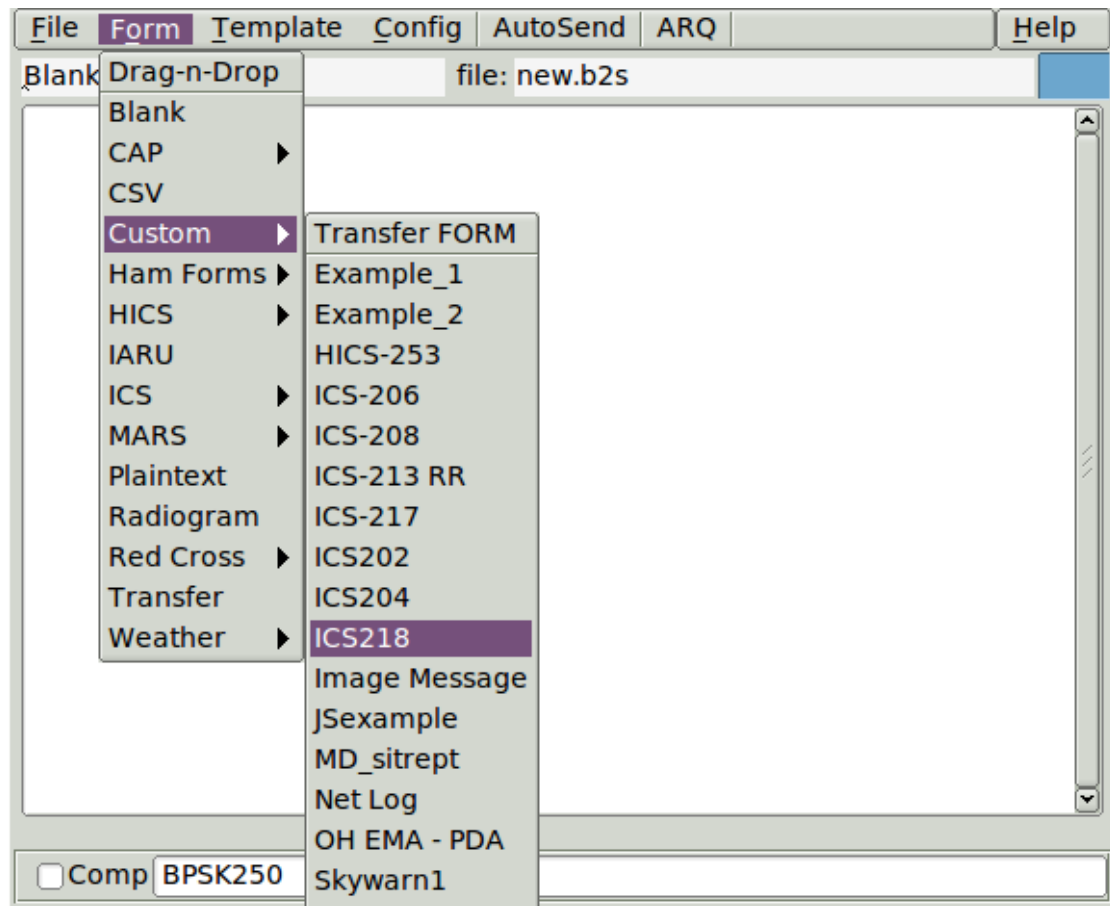 File Form Template Config AutoSend ARQ Help
Blank file: new.b2s
Drag-n-Drop
Blank
CAP
CSV
Custom
Ham Forms
HICS
IARU
ICS
MARS
Plaintext
Radiogram
Red Cross
Transfer
Weather
Transfer FORM
Example_1
Example_2
HICS-253
ICS-206
ICS-208
ICS-213 RR
ICS-217
ICS202
ICS204
ICS218
Image Message
JSexample
MD_sitrept
Net Log
OH EMA - PDA
Skywarn1
Comp BPSK250